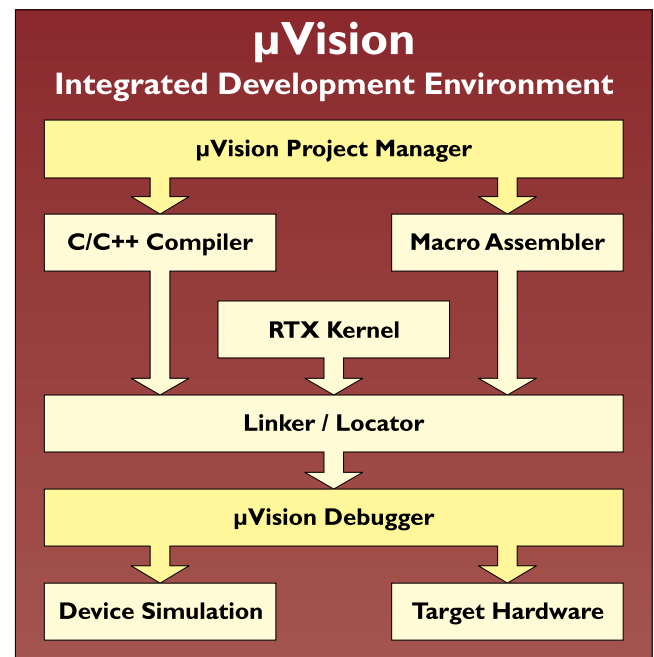 µVision
Integrated Development Environment
µVision Project Manager
C/C++ Compiler
Macro Assembler
RTX Kernel
Linker / Locator
µVision Debugger
Device Simulation
Target Hardware